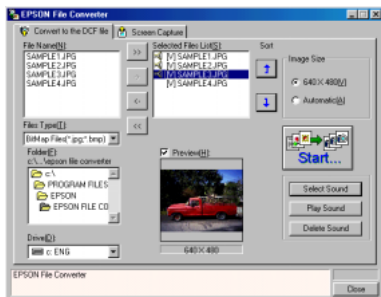 EPSON File Converter
Convert to the DCF file
Screen Capture
File Name(N):
SAMPLE1.JPG
SAMPLE2.JPG
SAMPLE3.JPG
SAMPLE4.JPG
Files Type(T):
BitMap Files(*.jpg;*.bmp)
Folder(F):
c:\...\epson file converter
c:\
PROGRAM FILES
EPSON
EPSON FILE CO
Drive(D):
c: ENG
>>
>
<-
<<
Selected Files List(S):
[V] SAMPLE1.JPG
[V] SAMPLE2.JPG
[V] SAMPLE3.JPG
[V] SAMPLE4.JPG
Preview(H):
640×480
Sort
Image Size
640×480(V)
Automatic(A)
Start...
Select Sound
Play Sound
Delete Sound
EPSON File Converter
Close